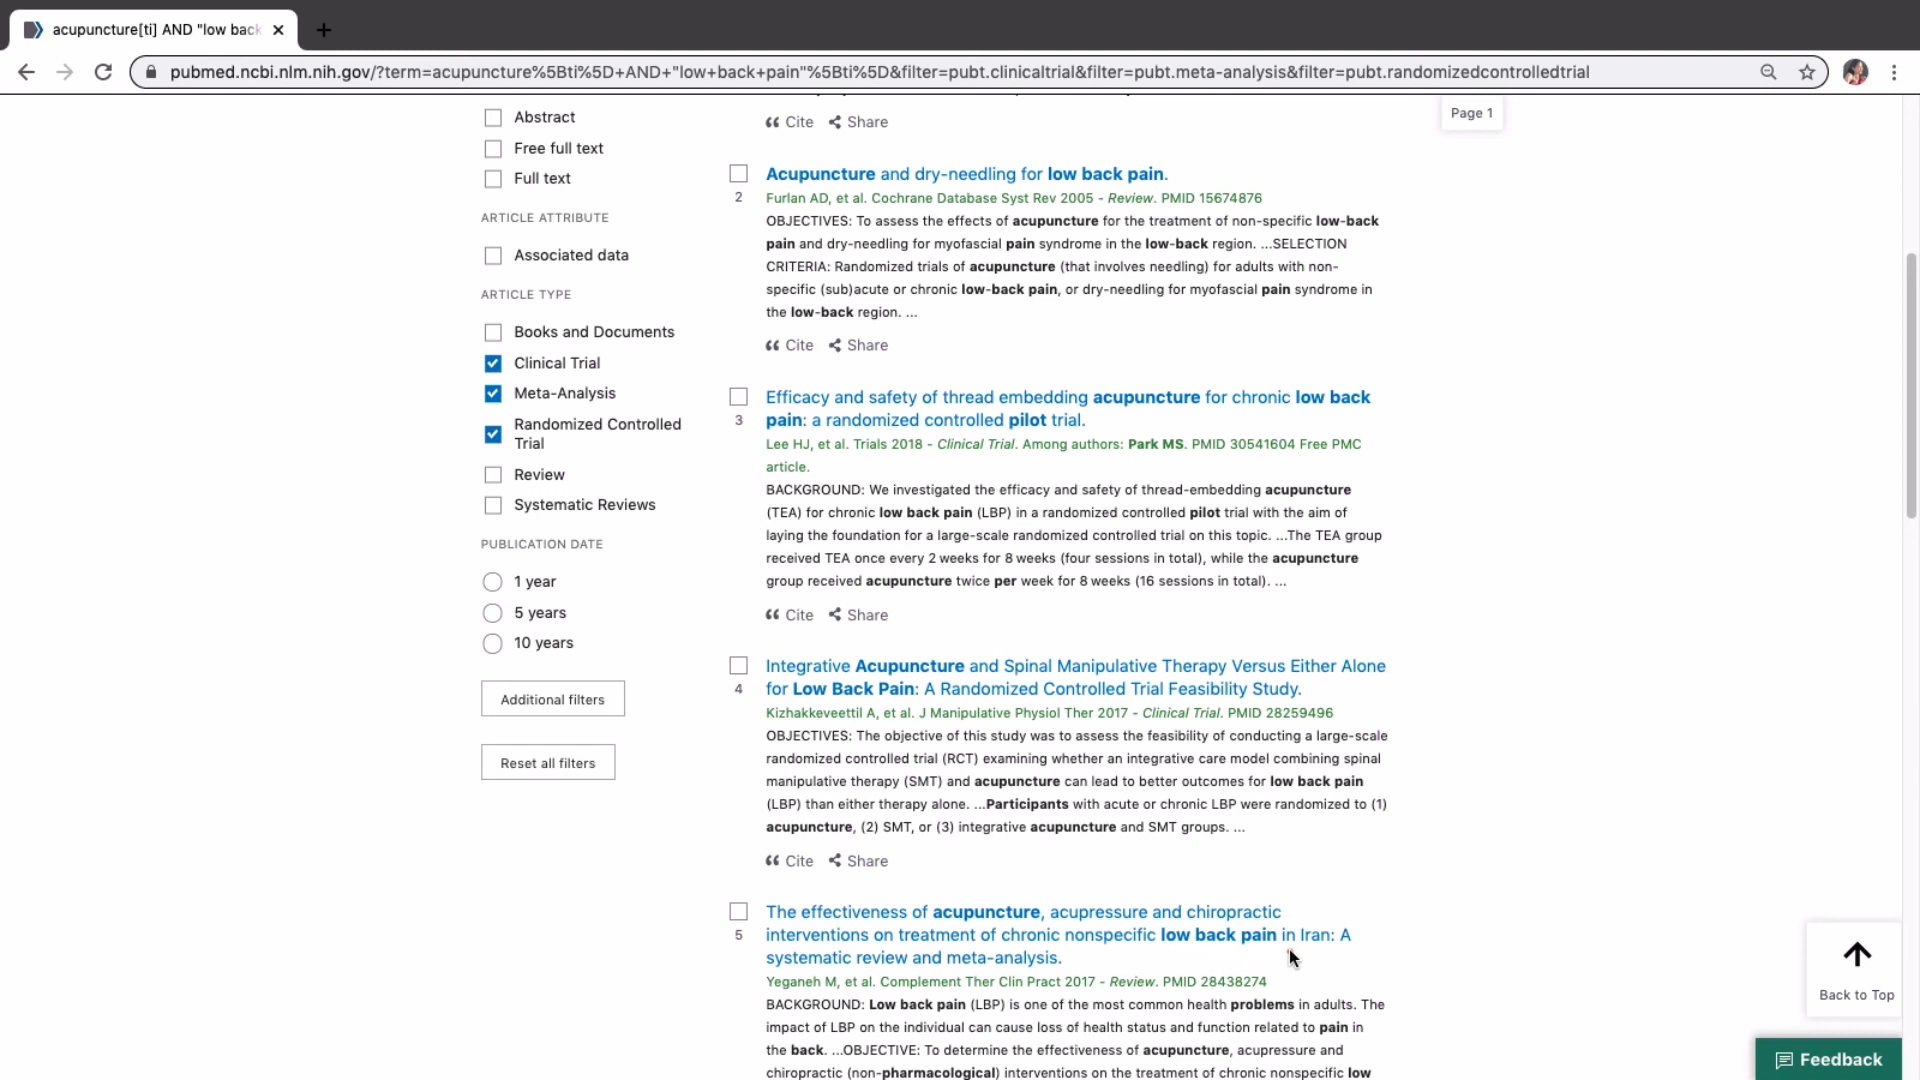 acupuncture[ti] AND "low back
pubmed.ncbi.nlm.nih.gov/?term=acupuncture%5Bti%5D+AND+"low+back+pain"%5Bti%5D&filter=pubt.clinicaltrial&filter=pubt.meta-analysis&filter=pubt.randomizedcontrolledtrial
Abstract
Free full text
Full text
ARTICLE ATTRIBUTE
Associated data
ARTICLE TYPE
Books and Documents
Clinical Trial
Meta-Analysis
Randomized Controlled
Trial
Review
Systematic Reviews
PUBLICATION DATE
1 year
5 years
10 years
Additional filters
Reset all filters
Cite Share
Page 1
Acupuncture and dry-needling for low back pain.
2
Furlan AD, et al. Cochrane Database Syst Rev 2005 - Review. PMID 15674876
OBJECTIVES: To assess the effects of acupuncture for the treatment of non-specific low-back
pain and dry-needling for myofascial pain syndrome in the low-back region. ...SELECTION
CRITERIA: Randomized trials of acupuncture (that involves needling) for adults with non-
specific (sub)acute or chronic low-back pain, or dry-needling for myofascial pain syndrome in
the low-back region. ...
Cite Share
Efficacy and safety of thread embedding acupuncture for chronic low back
pain: a randomized controlled pilot trial.
3
Lee HJ, et al. Trials 2018 - Clinical Trial. Among authors: Park MS. PMID 30541604 Free PMC
article.
BACKGROUND: We investigated the efficacy and safety of thread-embedding acupuncture
(TEA) for chronic low back pain (LBP) in a randomized controlled pilot trial with the aim of
laying the foundation for a large-scale randomized controlled trial on this topic. ...The TEA group
received TEA once every 2 weeks for 8 weeks (four sessions in total), while the acupuncture
group received acupuncture twice per week for 8 weeks (16 sessions in total). ...
Cite Share
Integrative Acupuncture and Spinal Manipulative Therapy Versus Either Alone
for Low Back Pain: A Randomized Controlled Trial Feasibility Study.
4
Kizhakkeveettil A, et al. J Manipulative Physiol Ther 2017 - Clinical Trial. PMID 28259496
OBJECTIVES: The objective of this study was to assess the feasibility of conducting a large-scale
randomized controlled trial (RCT) examining whether an integrative care model combining spinal
manipulative therapy (SMT) and acupuncture can lead to better outcomes for low back pain
(LBP) than either therapy alone. ...Participants with acute or chronic LBP were randomized to (1)
acupuncture, (2) SMT, or (3) integrative acupuncture and SMT groups. ...
Cite Share
The effectiveness of acupuncture, acupressure and chiropractic
interventions on treatment of chronic nonspecific low back pain in Iran: A
systematic review and meta-analysis.
5
Yeganeh M, et al. Complement Ther Clin Pract 2017 - Review. PMID 28438274
BACKGROUND: Low back pain (LBP) is one of the most common health problems in adults. The
impact of LBP on the individual can cause loss of health status and function related to pain in
the back. ...OBJECTIVE: To determine the effectiveness of acupuncture, acupressure and
chiropractic (non-pharmacological) interventions on the treatment of chronic nonspecific low
Back to Top
Feedback